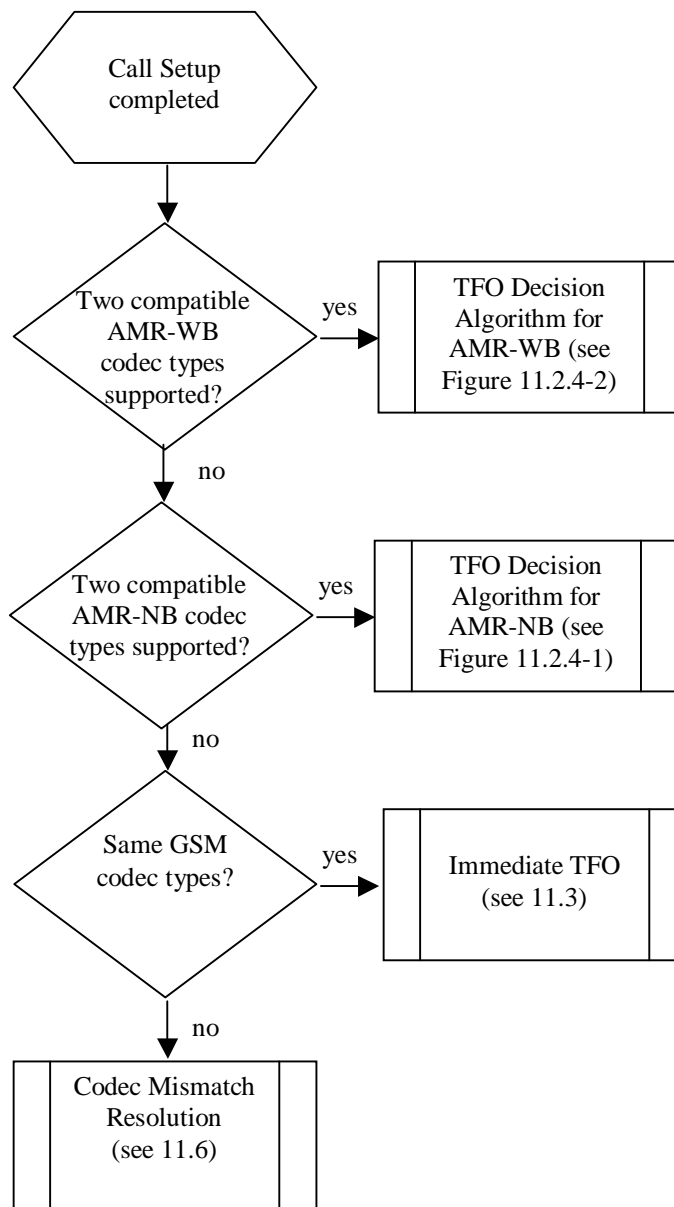 Call Setup
completed
Two compatible
AMR-WB
codec types
supported?
yes
TFO Decision
Algorithm for
AMR-WB (see
Figure 11.2.4-2)
no
Two compatible
AMR-NB codec
types supported?
yes
TFO Decision
Algorithm for
AMR-NB (see
Figure 11.2.4-1)
no
Same GSM
codec types?
yes
Immediate TFO
(see 11.3)
no
Codec Mismatch
Resolution
(see 11.6)